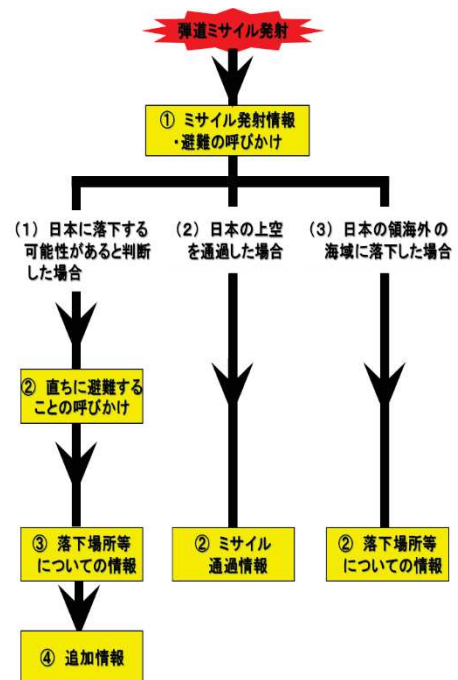 弾道ミサイル発射
① ミサイル発射情報
・避難の呼びかけ
(1) 日本に落下する
可能性があると判断
した場合
(2) 日本の上空
を通過した場合
(3) 日本の領海外の
海域に落下した場合
② 直ちに避難する
ことの呼びかけ
③ 落下場所等
についての情報
② ミサイル
通過情報
② 落下場所等
についての情報
④ 追加情報